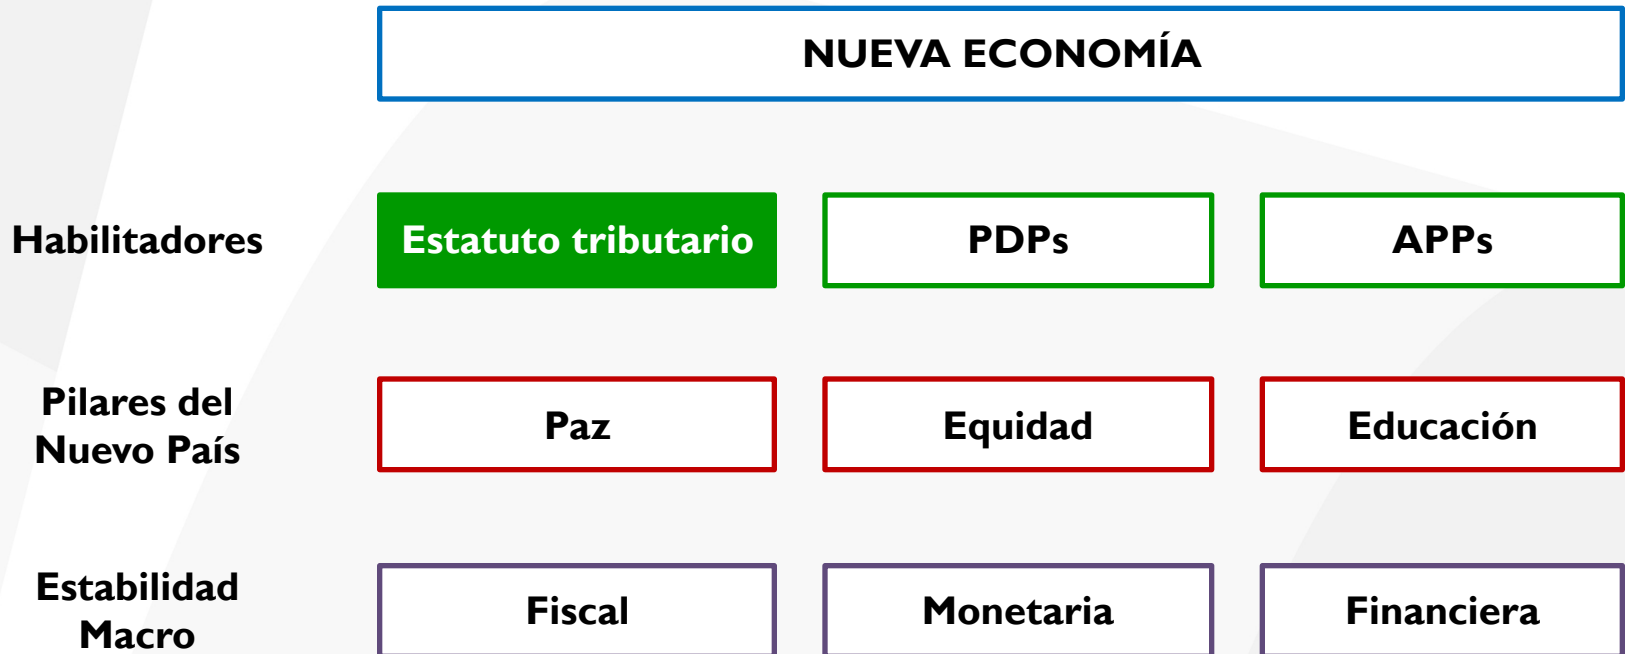 NUEVA ECONOMÍA
Habilitadores
Estatuto tributario
PDPs
APPs
Pilares del
Nuevo País
Paz
Equidad
Educación
Estabilidad
Macro
Fiscal
Monetaria
Financiera